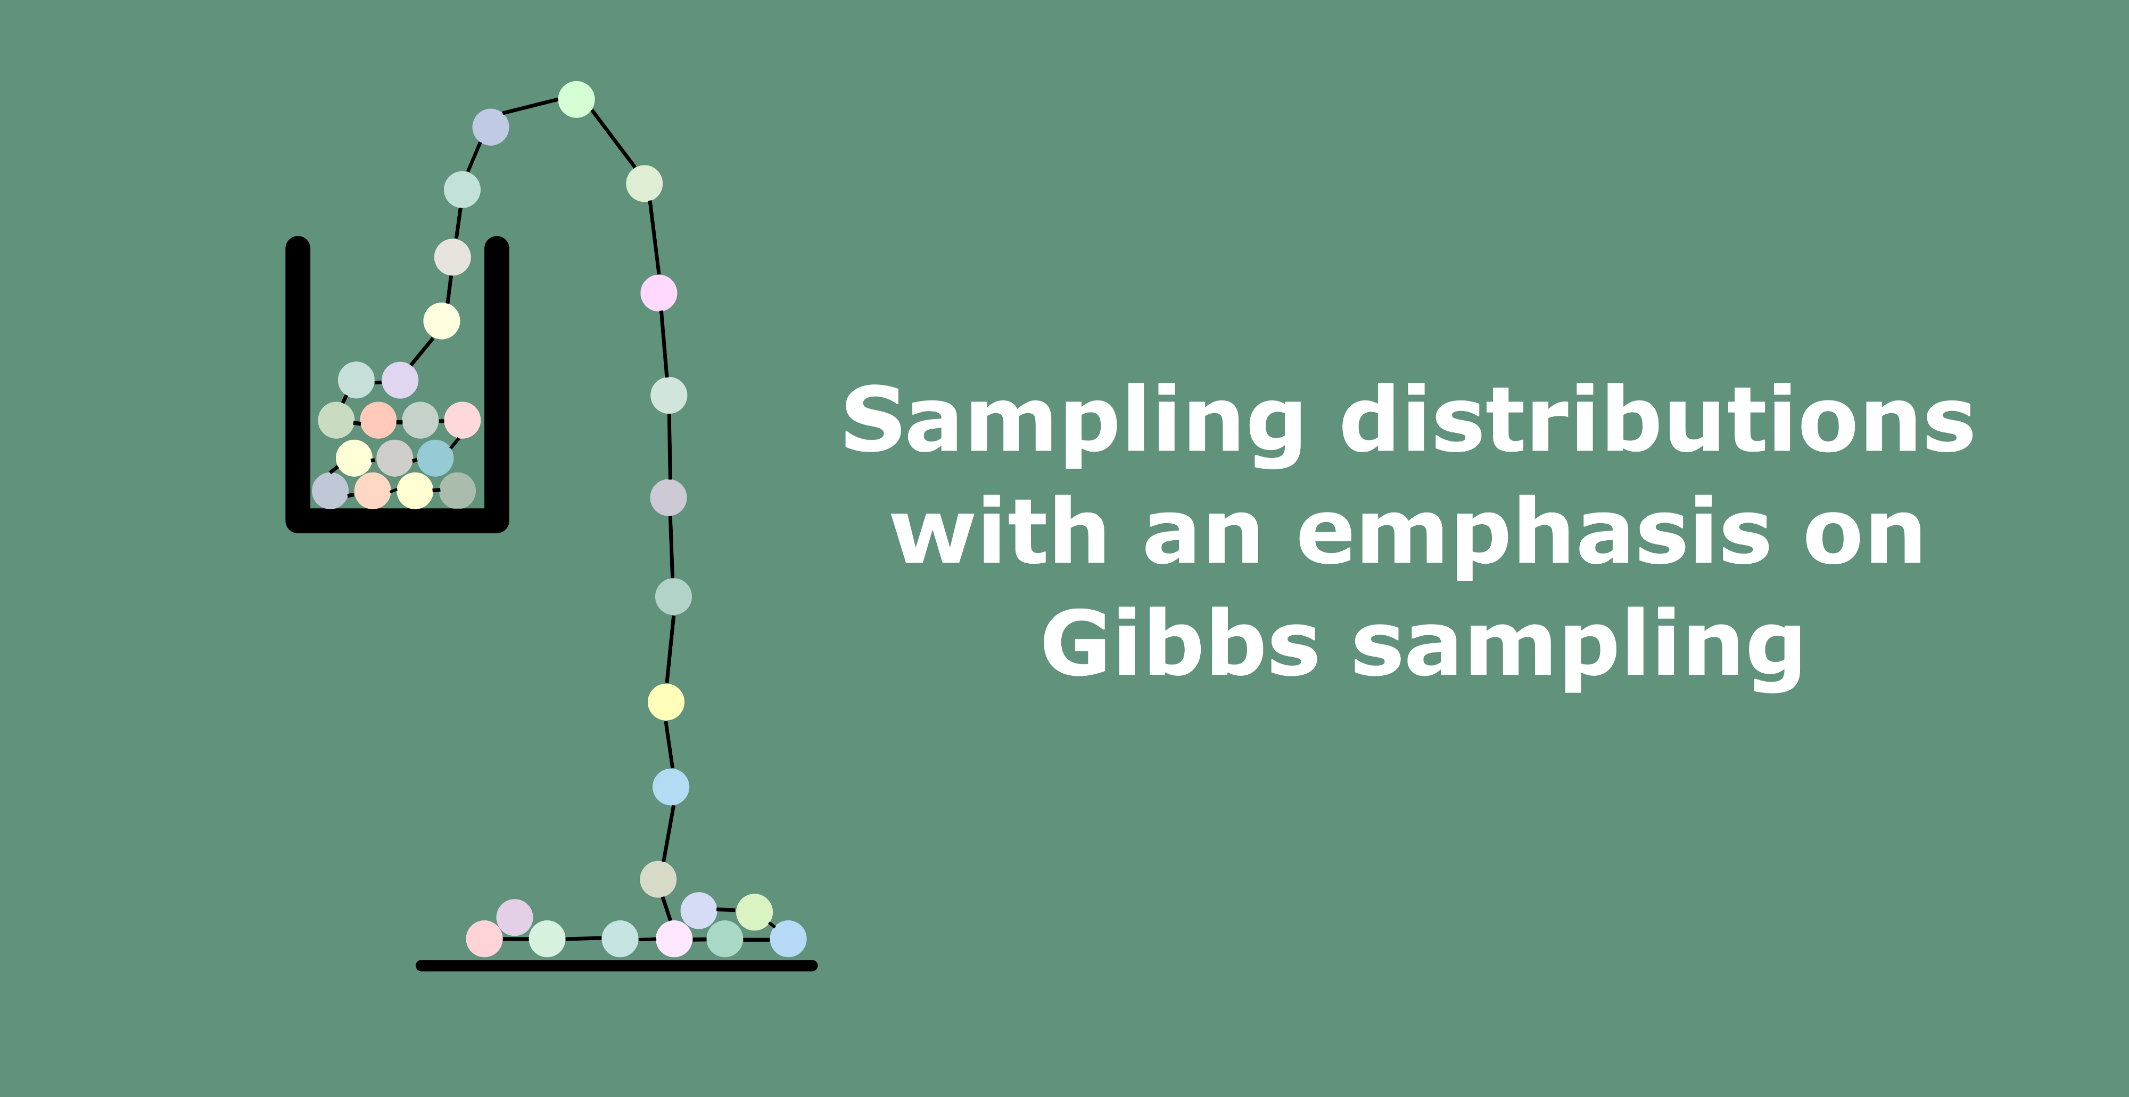 Sampling distributions
with an emphasis on
Gibbs sampling